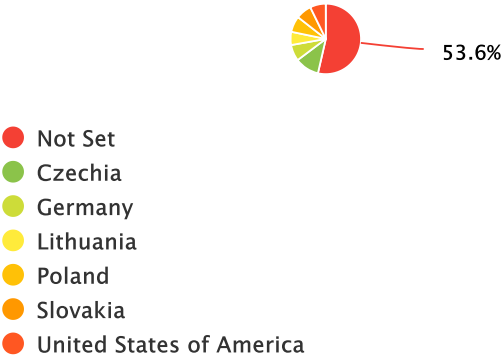 53.6%
Not Set
Czechia
Germany
Lithuania
Poland
Slovakia
United States of America